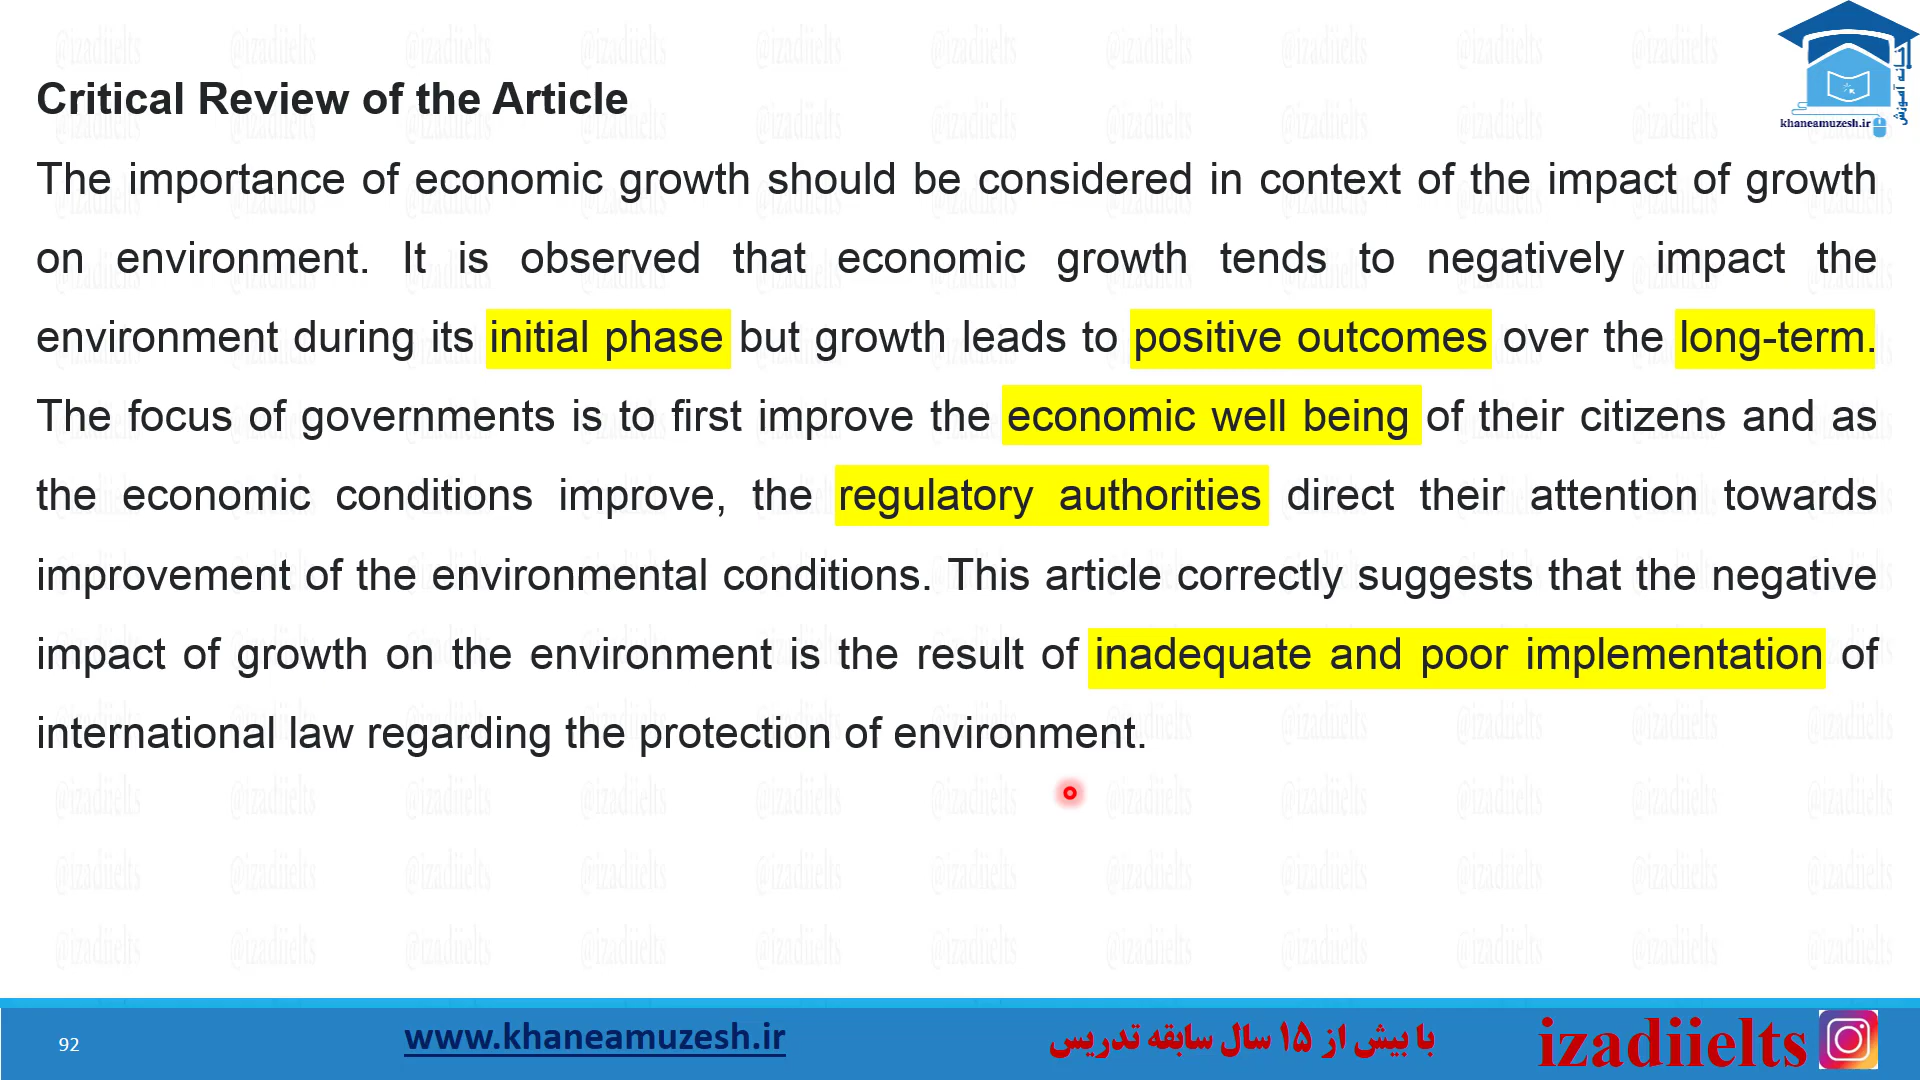 Critical Review of the Article
The importance of economic growth should be considered in context of the impact of growth
on environment. It is observed that economic growth tends to negatively impact the
environment during its initial phase but growth leads to positive outcomes over the long-term.
The focus of governments is to first improve the economic well being of their citizens and as
the economic conditions improve, the regulatory authorities direct their attention towards
improvement of the environmental conditions. This article correctly suggests that the negative
impact of growth on the environment is the result of inadequate and poor implementation of
international law regarding the protection of environment.
khaneamuzesh.ir
خانه آموزش
@izadiielts
92
www.khaneamuzesh.ir
با بیش از ۱۵ سال سابقه تدریس
izadiielts